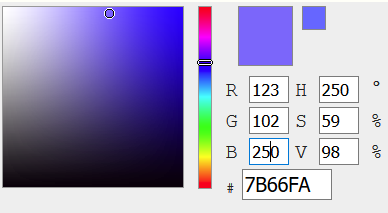 R 123 H 250 °
G 102 S 59 %
B 250 V 98 %
# 7B66FA